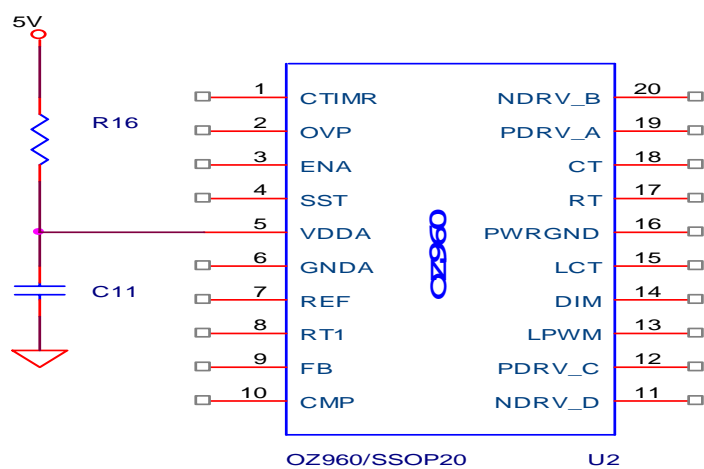 5V
R16
C11
1 CTIMR NDRV_B 20
2 OVP PDRV_A 19
3 ENA CT 18
4 SST RT 17
5 VDDA PWRGND 16
6 GNDA LCT 15
7 REF DIM 14
8 RT1 LPWM 13
9 FB PDRV_C 12
10 CMP NDRV_D 11
OZ960
OZ960/SSOP20 U2